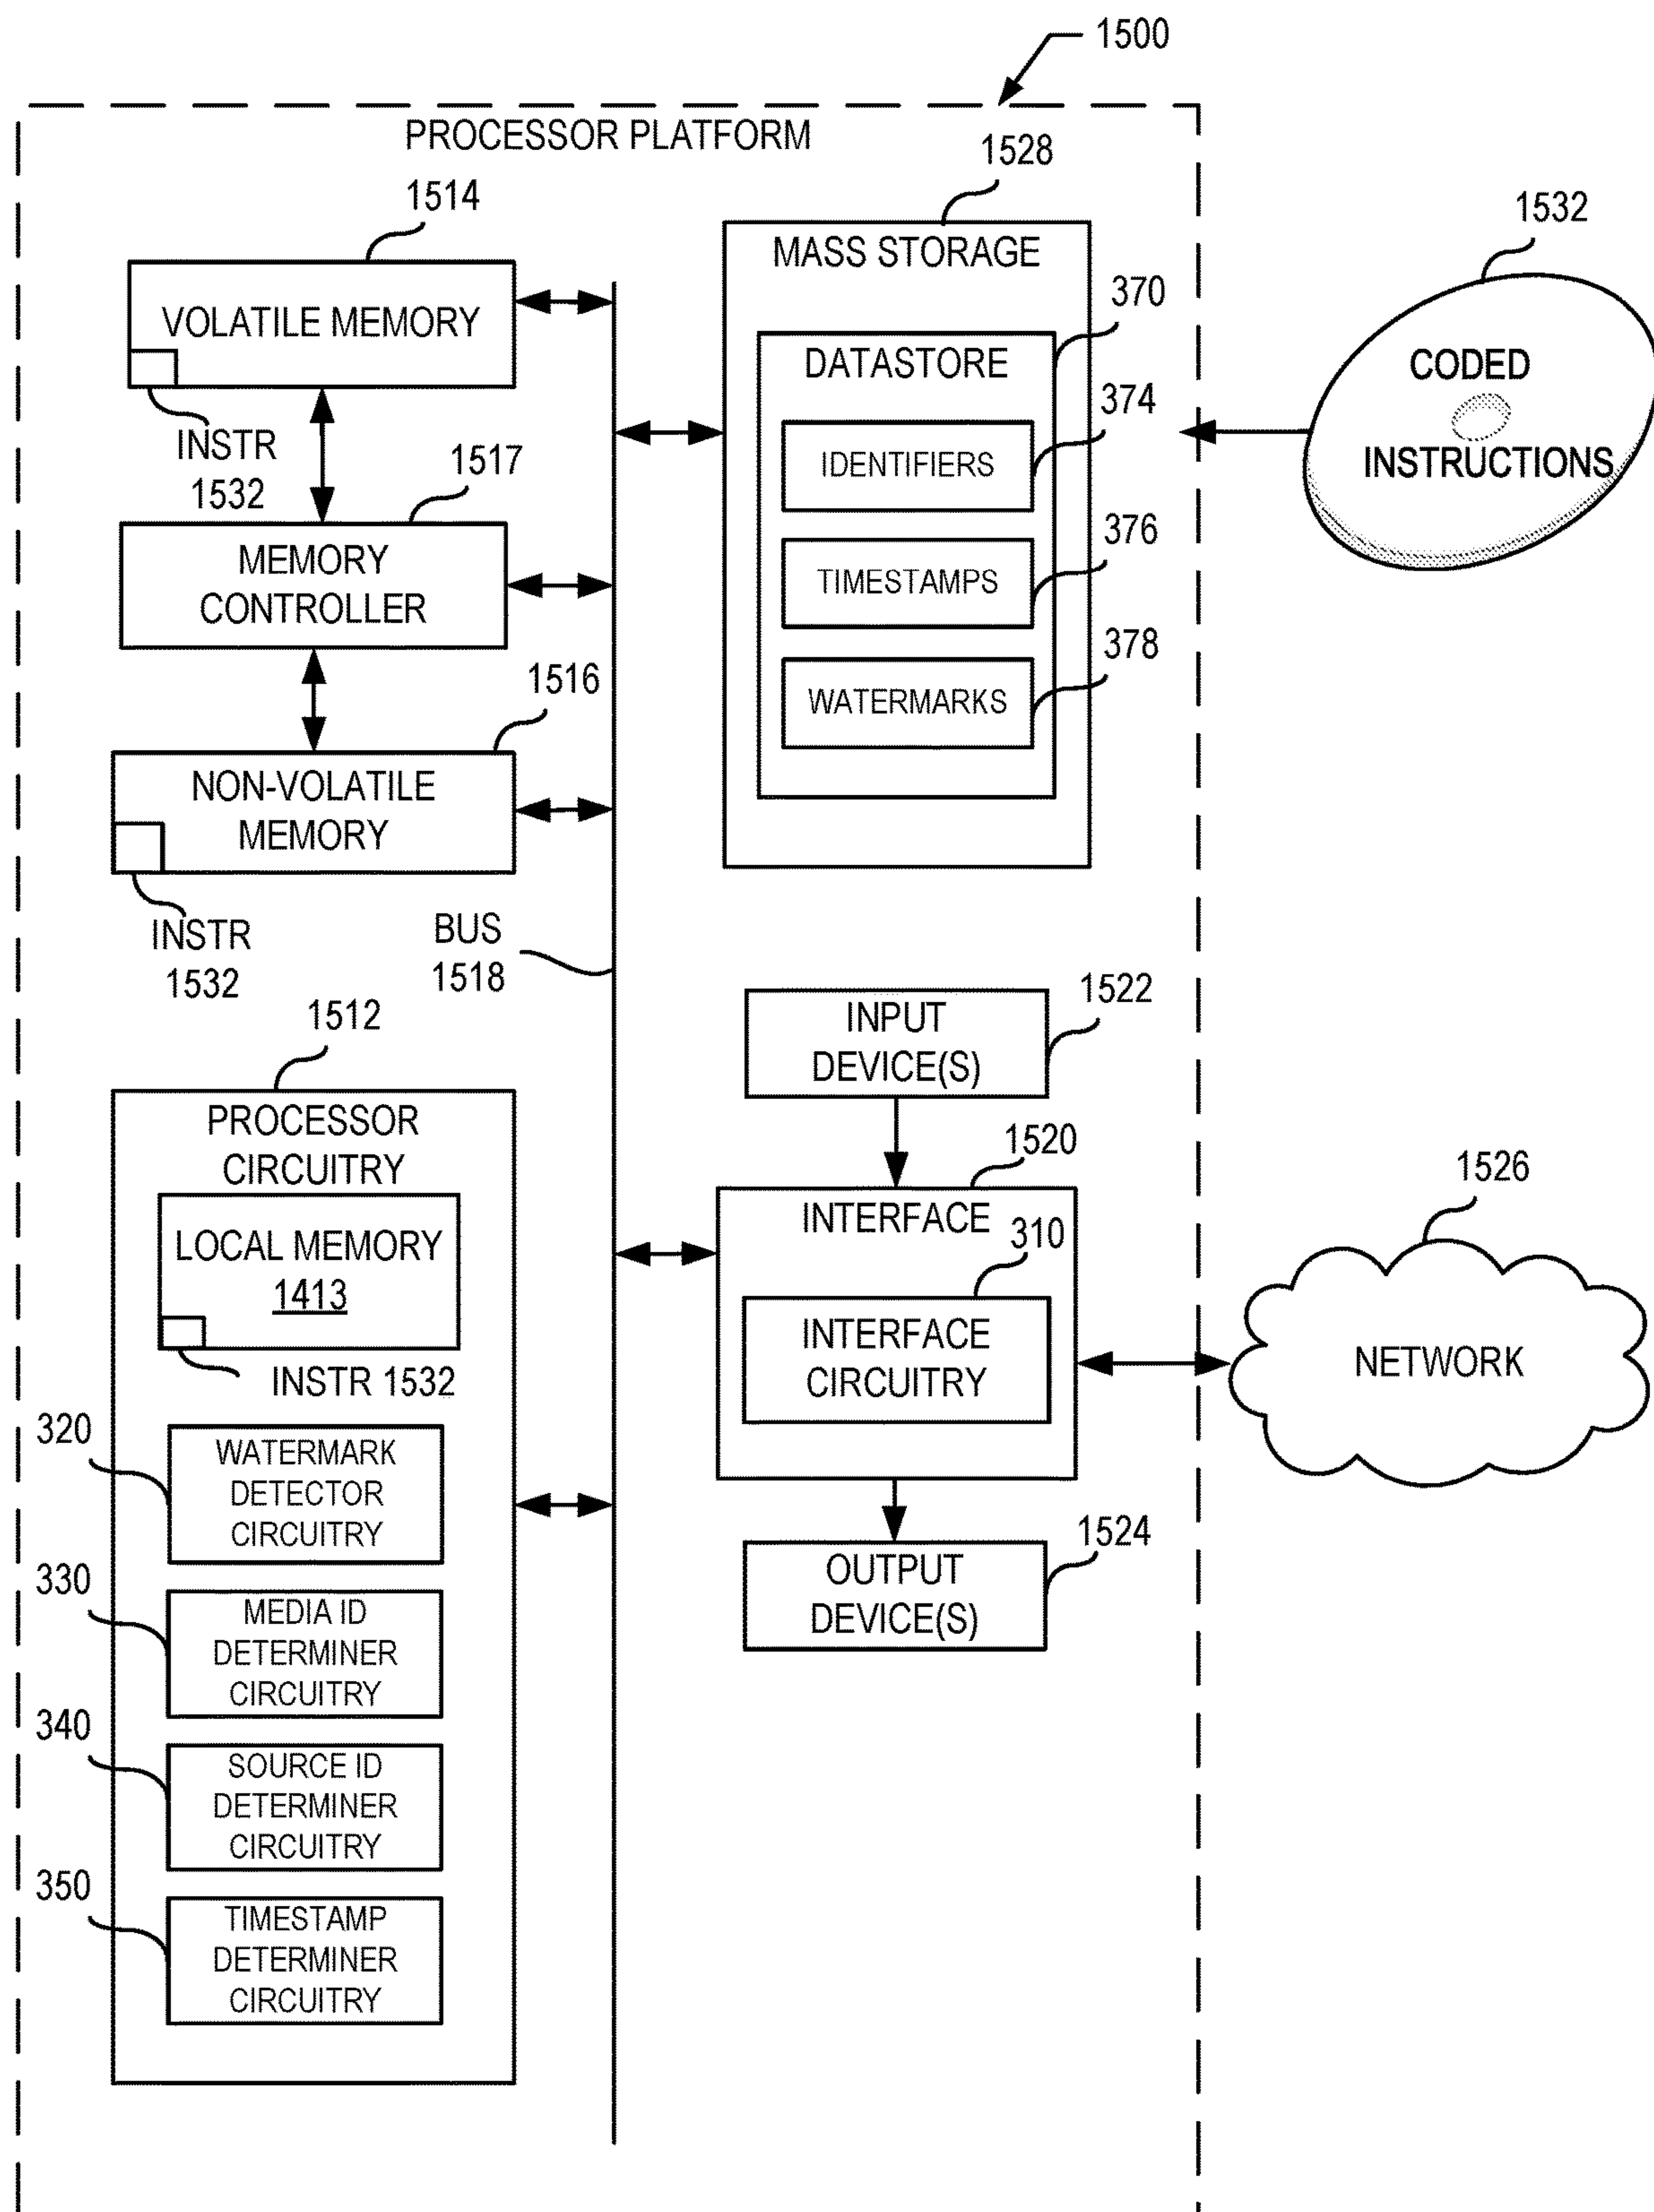 1500
PROCESSOR PLATFORM
1514
VOLATILE MEMORY
INSTR
1532
1517
MEMORY
CONTROLLER
1516
NON-VOLATILE
MEMORY
INSTR
1532
BUS
1518
1528
MASS STORAGE
370
DATASTORE
374
IDENTIFIERS
376
TIMESTAMPS
378
WATERMARKS
1532
CODED
INSTRUCTIONS
1512
PROCESSOR
CIRCUITRY
LOCAL MEMORY
1413
INSTR 1532
320
WATERMARK
DETECTOR
CIRCUITRY
330
MEDIA ID
DETERMINER
CIRCUITRY
340
SOURCE ID
DETERMINER
CIRCUITRY
350
TIMESTAMP
DETERMINER
CIRCUITRY
1522
INPUT
DEVICE(S)
1520
INTERFACE
310
INTERFACE
CIRCUITRY
1524
OUTPUT
DEVICE(S)
1526
NETWORK